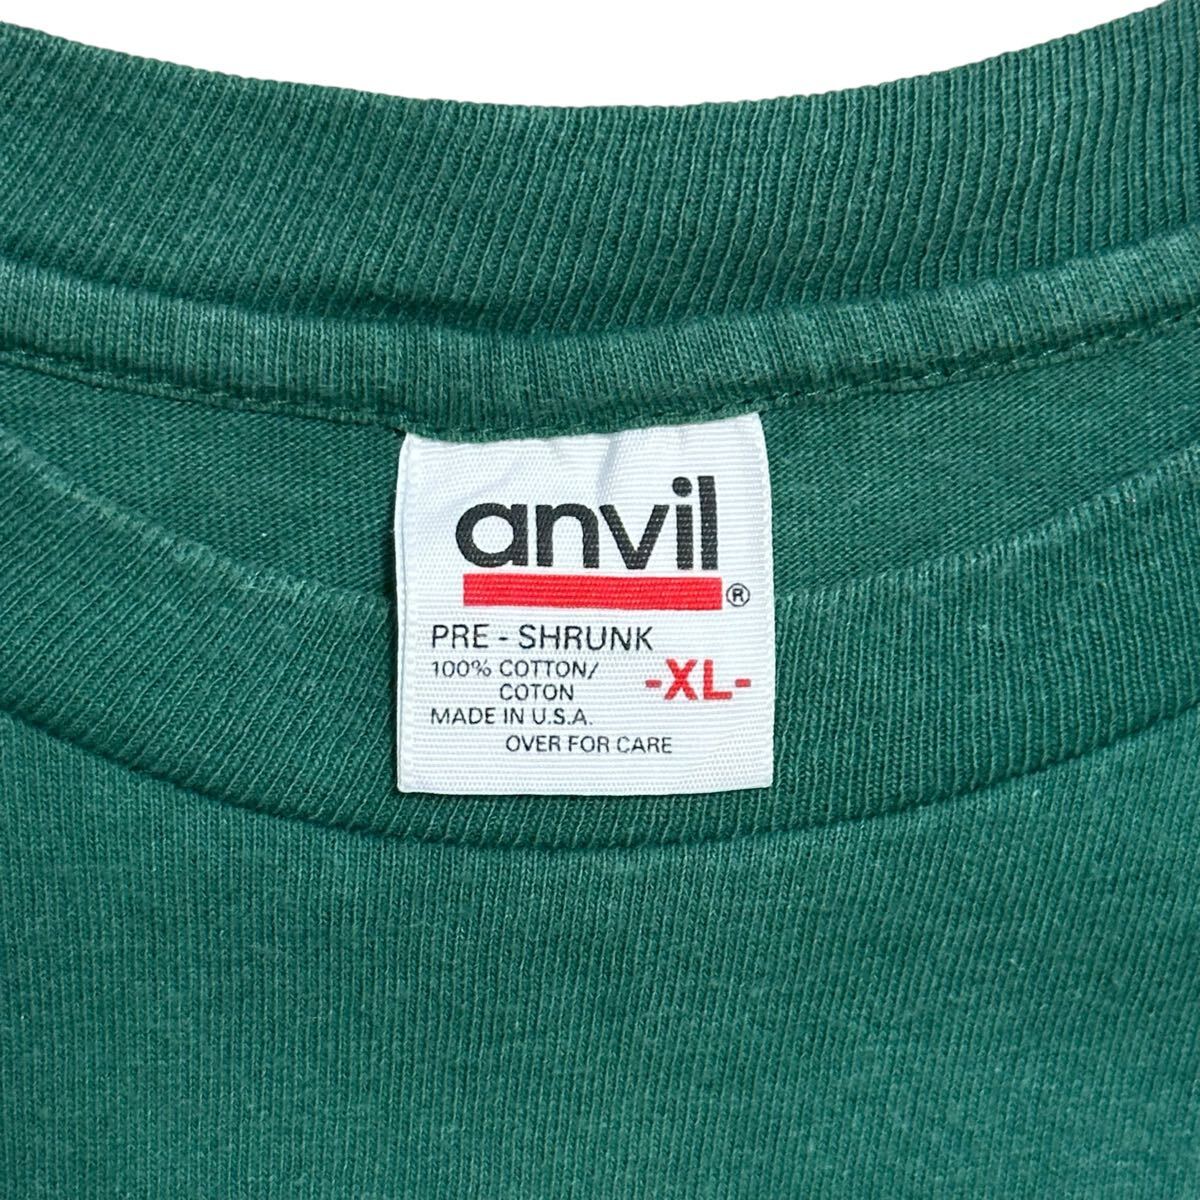 anvil®
PRE - SHRUNK
100% COTTON/
COTON
-XL-
MADE IN U.S.A.
OVER FOR CARE